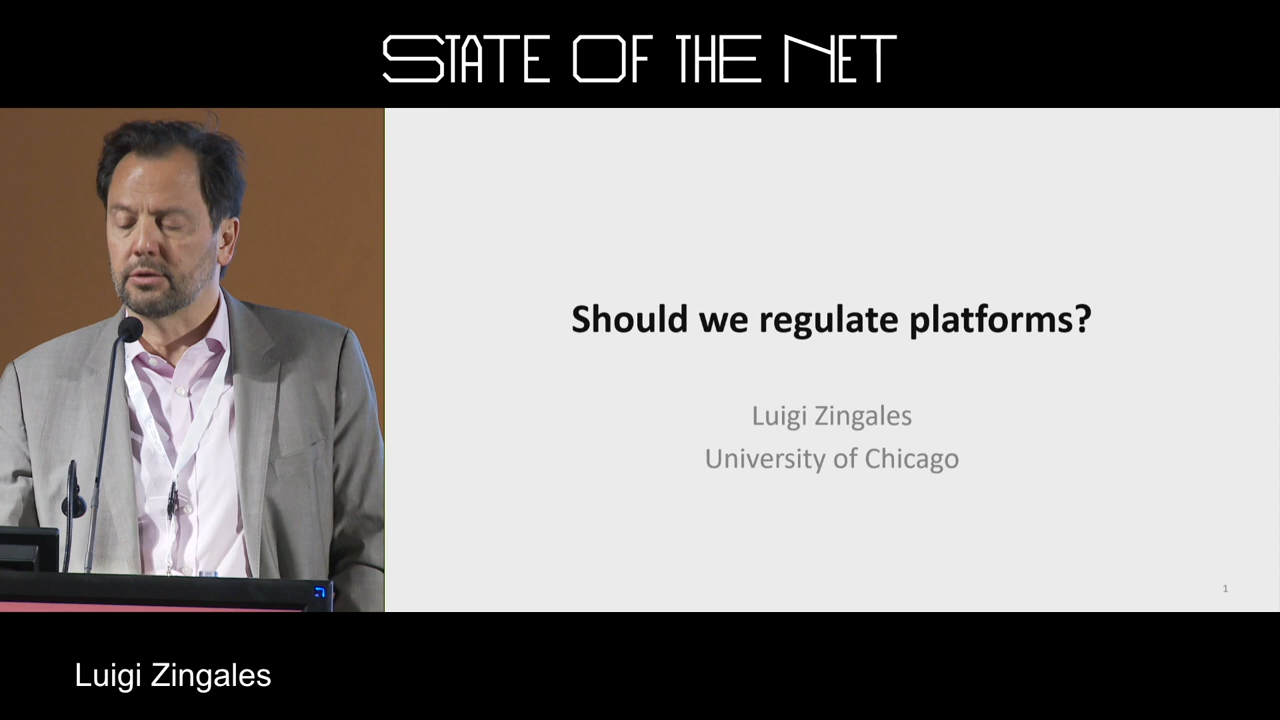 STATE OF THE NET
Should we regulate platforms?
Luigi Zingales
University of Chicago
1
Luigi Zingales